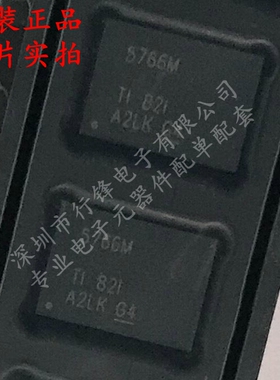 装正品
片实拍
5766M
TI 82I
A2LK
5766M
TI 82I
A2LK G4
深圳市行锋电子有限公司
专业电子元器件配单配套